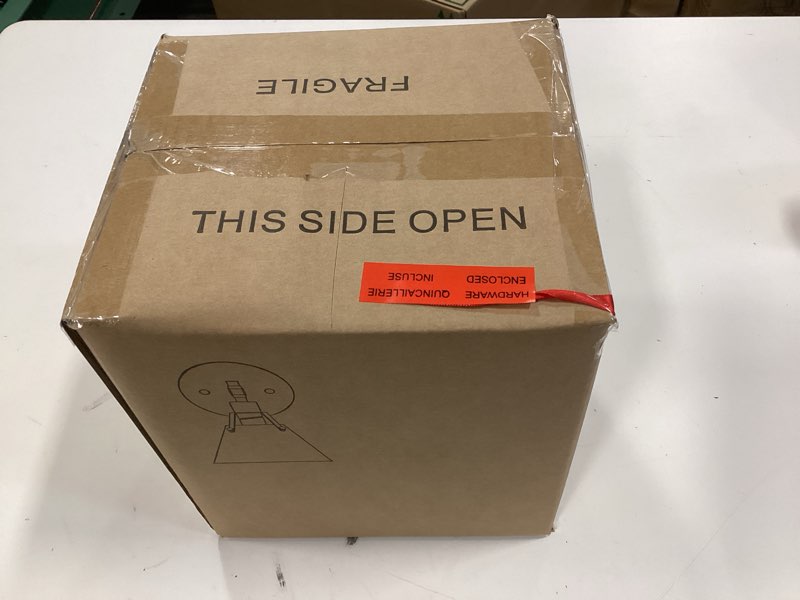 FRAGILE
THIS SIDE OPEN
HARDWARE QUINCAILLERIE
ENCLOSED INCLUSE